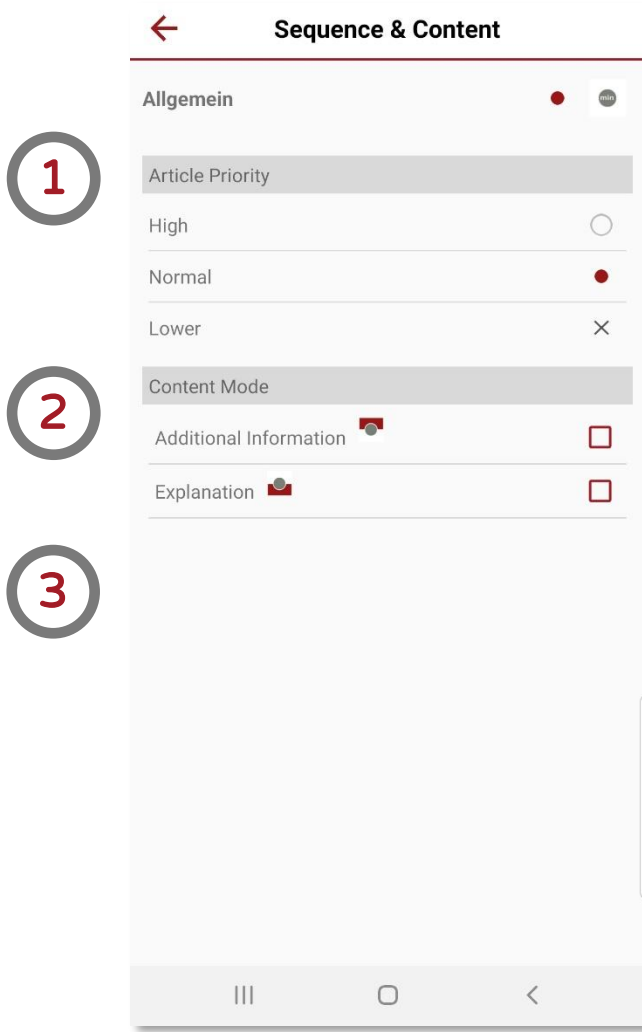 Sequence & Content
Allgemein
min
1
Article Priority
High
Normal
Lower
2
Content Mode
Additional Information
Explanation
3